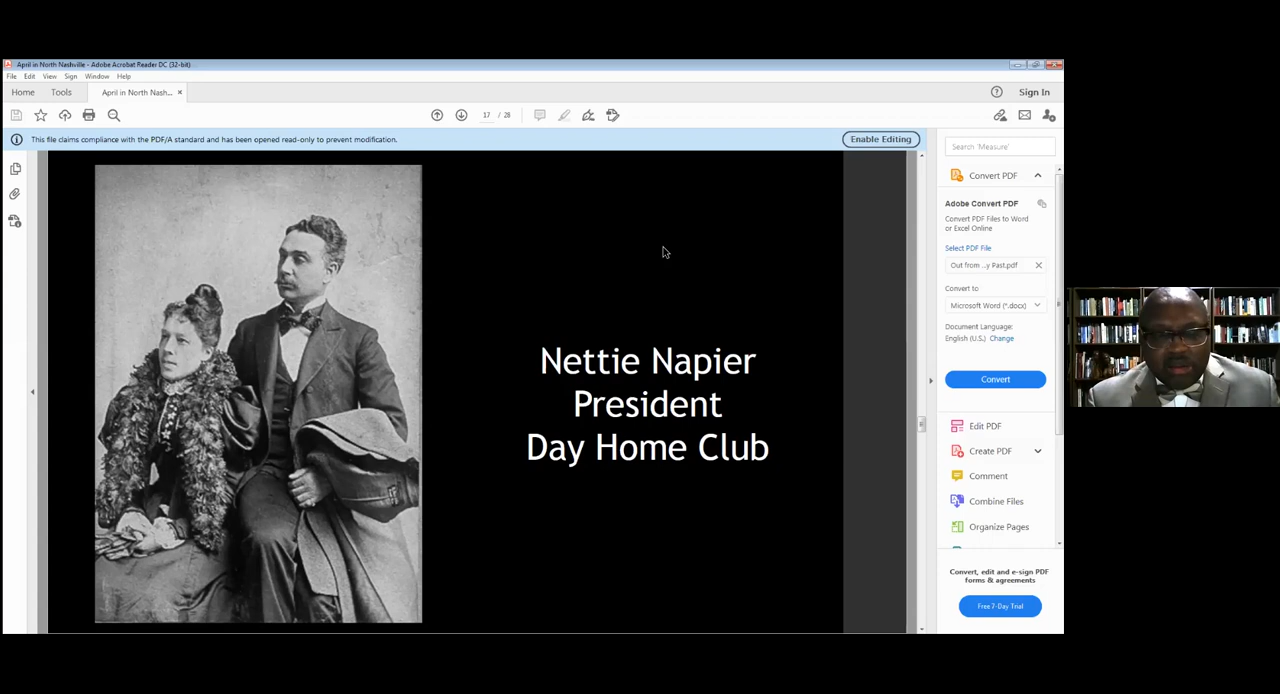 April in North Nashville - Adobe Acrobat Reader DC (32-bit)
File Edit View Sign Window Help
Home Tools April in North Nash... × Sign In
17 / 28
This file claims compliance with the PDF/A standard and has been opened read-only to prevent modification. Enable Editing
Nettie Napier
President
Day Home Club
Search 'Measure'
Convert PDF
Adobe Convert PDF
Convert PDF Files to Word
or Excel Online
Select PDF File
Out from ...y Past.pdf
Convert to
Microsoft Word (*.docx)
Document Language:
English (U.S.) Change
Convert
Edit PDF
Create PDF
Comment
Combine Files
Organize Pages
Convert, edit and e-sign PDF
forms & agreements
Free 7-Day Trial